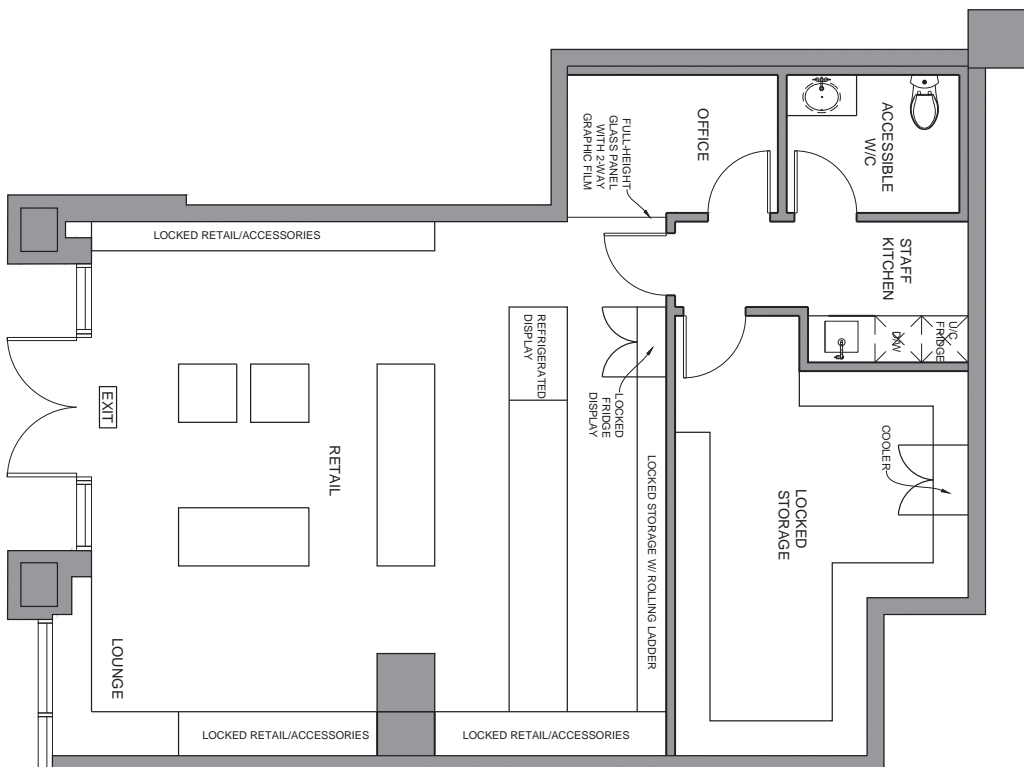 OFFICE
ACCESSIBLE
W/C
FULL-HEIGHT
GLASS PANEL
WITH 2-WAY
GRAPHIC FILM
STAFF
KITCHEN
LOCKED RETAIL/ACCESSORIES
U/C
FRIDGE
D/W
REFRIGERATED
DISPLAY
LOCKED
FRIDGE
DISPLAY
EXIT
RETAIL
COOLER
LOCKED
STORAGE
LOCKED STORAGE W/ ROLLING LADDER
LOUNGE
LOCKED RETAIL/ACCESSORIES
LOCKED RETAIL/ACCESSORIES